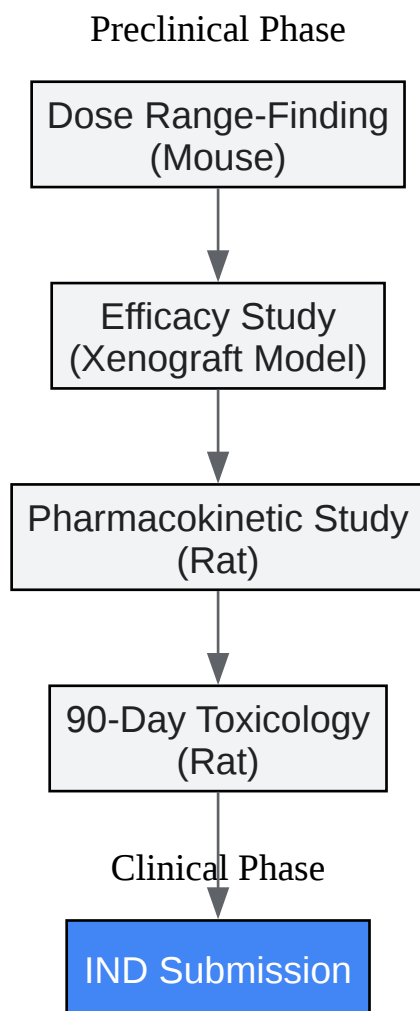 Preclinical Phase
Dose Range-Finding
(Mouse)
Efficacy Study
(Xenograft Model)
Pharmacokinetic Study
(Rat)
90-Day Toxicology
(Rat)
Clinical Phase
IND Submission